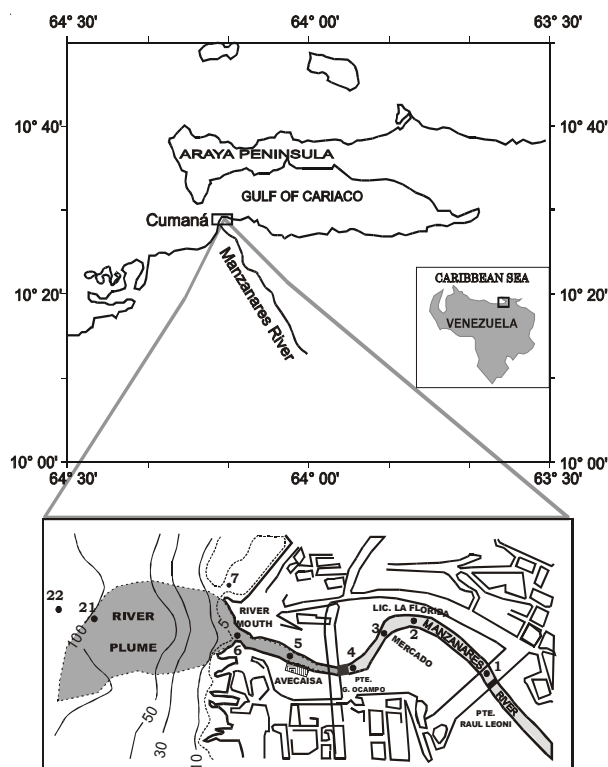 64° 30'
64° 00'
63° 30'
10° 40'
10° 40'
ARAYA PENINSULA
GULF OF CARIACO
Cumaná
Manzanares River
CARIBBEAN SEA
VENEZUELA
10° 20'
10° 20'
10° 00'
10° 00'
64° 30'
64° 00'
63° 30'
7
22
21
RIVER
PLUME
100
50
30
10
5
RIVER
MOUTH
6
5
AVECAISA
4
PTE.
G. OCAMPO
3
MERCADO
LIC. LA FLORIDA
2
MANZANARES
RIVER
1
PTE.
RAUL LEONI